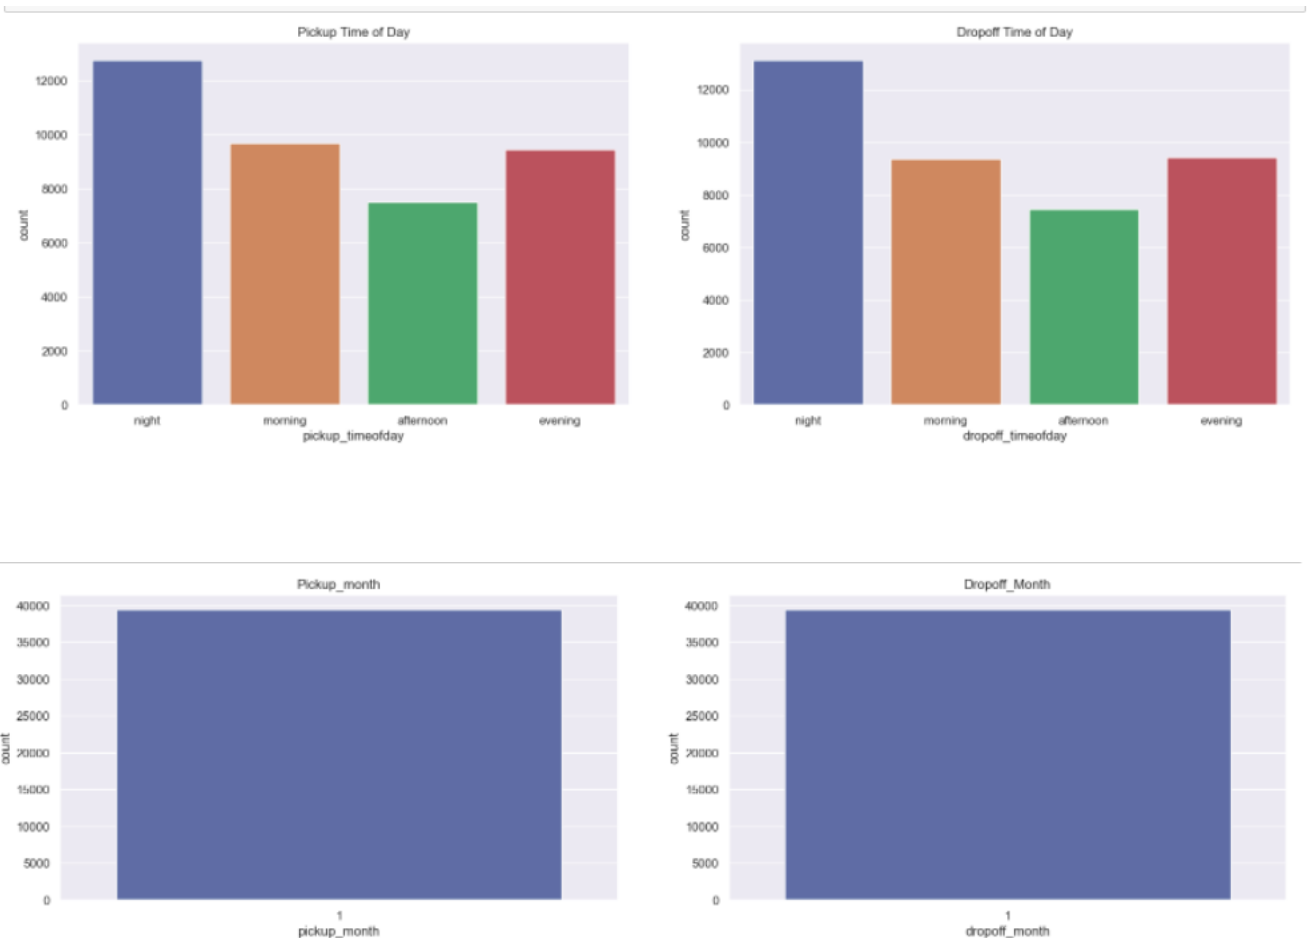 Pickup Time of Day
12000
10000
8000
6000
4000
2000
0
count
night morning afternoon evening
pickup_timeofday
Dropoff Time of Day
12000
10000
8000
6000
4000
2000
0
count
night morning afternoon evening
dropoff_timeofday
Pickup_month
40000
35000
30000
25000
20000
15000
10000
5000
0
count
1
pickup_month
Dropoff_Month
40000
35000
30000
25000
20000
15000
10000
5000
0
count
1
dropoff_month